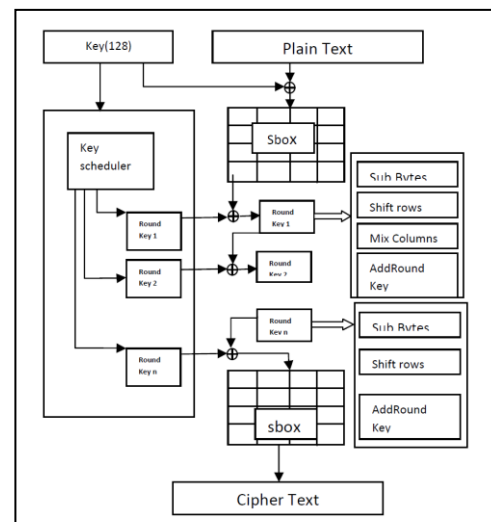 Key(128)
Plain Text
Sbox
Key
scheduler
Sub Bytes
Shift rows
Mix Columns
AddRound
Key
Round
Key 1
Round
Key 1
Round
Key 2
Round
Key 2
Round
Key n
Sub Bytes
Shift rows
AddRound
Key
Round
Key n
sbox
Cipher Text